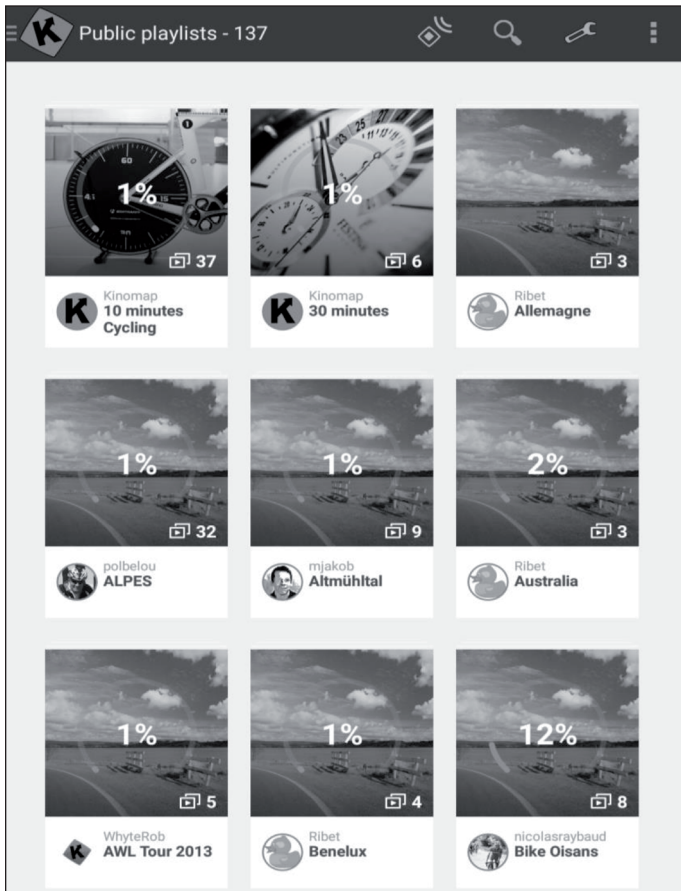 Public playlists - 137
1%
37
Kinomap
10 minutes
Cycling
1%
6
Kinomap
30 minutes
3
Ribet
Allemagne
1%
32
polbelou
ALPES
1%
9
mjakob
Altmühltal
2%
3
Ribet
Australia
1%
5
WhyteRob
AWL Tour 2013
1%
4
Ribet
Benelux
12%
8
nicolasraybaud
Bike Oisans